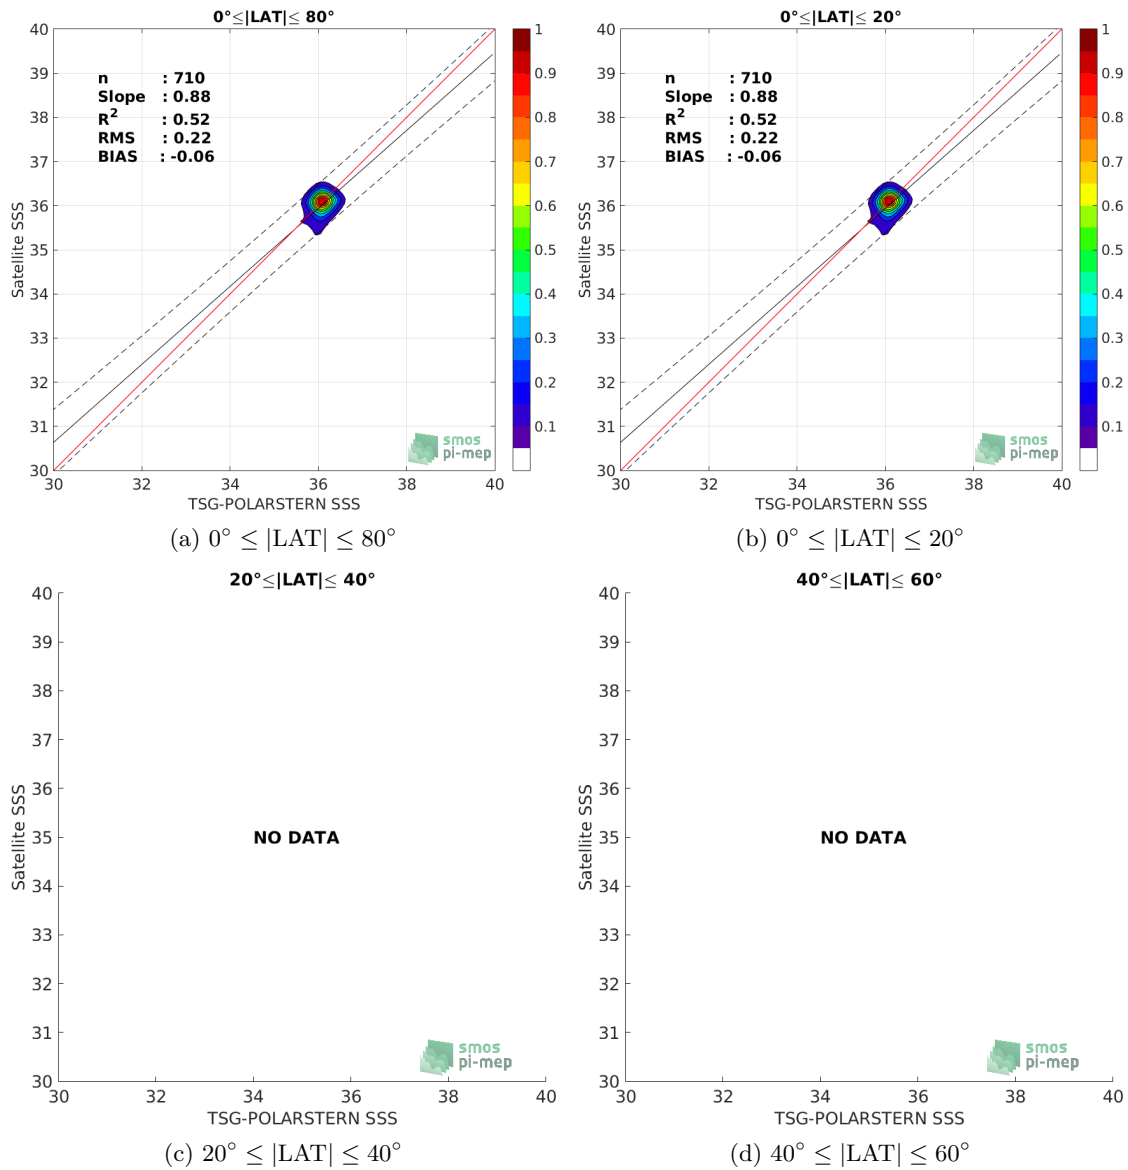 0°≤|LAT|≤ 80°
40
39
38
37
36
35
34
33
32
31
30
Satellite SSS
n : 710
Slope : 0.88
R2 : 0.52
RMS : 0.22
BIAS : -0.06
smos
pi-mep
30 32 34 36 38 40
TSG-POLARSTERN SSS
1
0.9
0.8
0.7
0.6
0.5
0.4
0.3
0.2
0.1
(a) 0° ≤ |LAT| ≤ 80°
0°≤|LAT|≤ 20°
40
39
38
37
36
35
34
33
32
31
30
Satellite SSS
n : 710
Slope : 0.88
R2 : 0.52
RMS : 0.22
BIAS : -0.06
smos
pi-mep
30 32 34 36 38 40
TSG-POLARSTERN SSS
1
0.9
0.8
0.7
0.6
0.5
0.4
0.3
0.2
0.1
(b) 0° ≤ |LAT| ≤ 20°
20°≤|LAT|≤ 40°
40
39
38
37
36
35
34
33
32
31
30
Satellite SSS
NO DATA
smos
pi-mep
30 32 34 36 38 40
TSG-POLARSTERN SSS
(c) 20° ≤ |LAT| ≤ 40°
40°≤|LAT|≤ 60°
40
39
38
37
36
35
34
33
32
31
30
Satellite SSS
NO DATA
smos
pi-mep
30 32 34 36 38 40
TSG-POLARSTERN SSS
(d) 40° ≤ |LAT| ≤ 60°